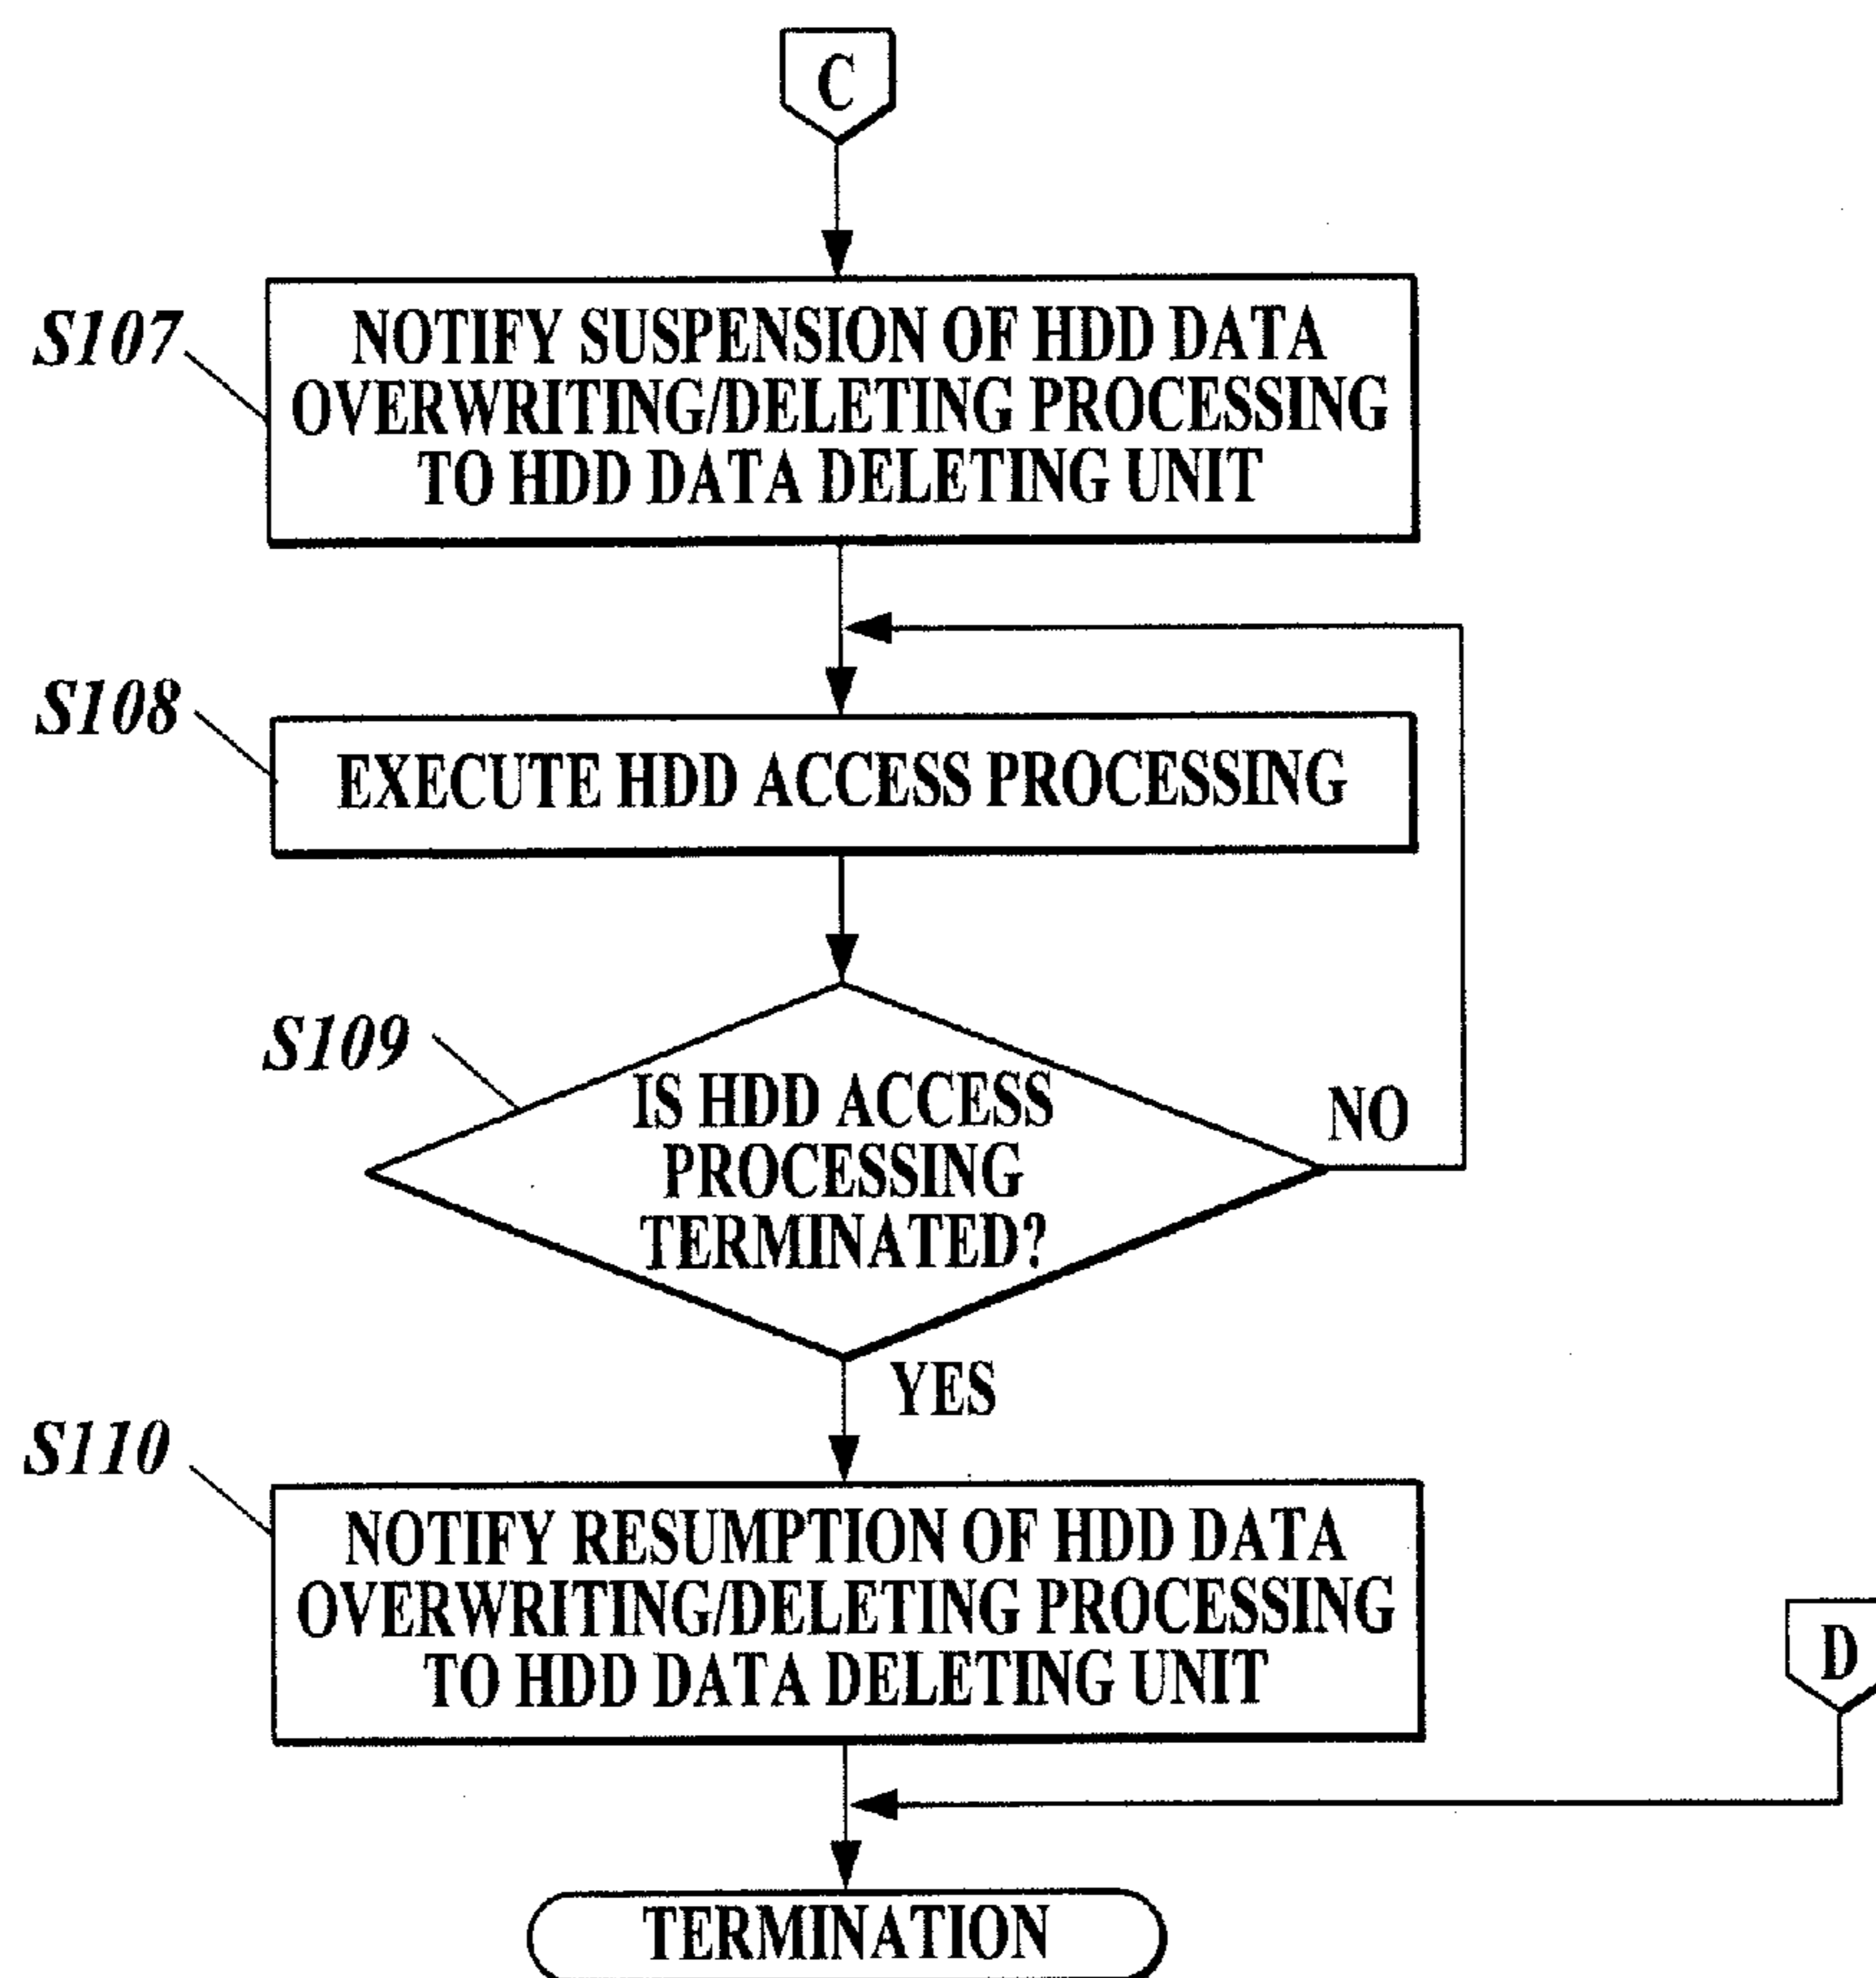 C
S107
NOTIFY SUSPENSION OF HDD DATA
OVERWRITING/DELETING PROCESSING
TO HDD DATA DELETING UNIT
S108
EXECUTE HDD ACCESS PROCESSING
S109
IS HDD ACCESS
PROCESSING
TERMINATED?
NO
YES
S110
NOTIFY RESUMPTION OF HDD DATA
OVERWRITING/DELETING PROCESSING
TO HDD DATA DELETING UNIT
D
TERMINATION